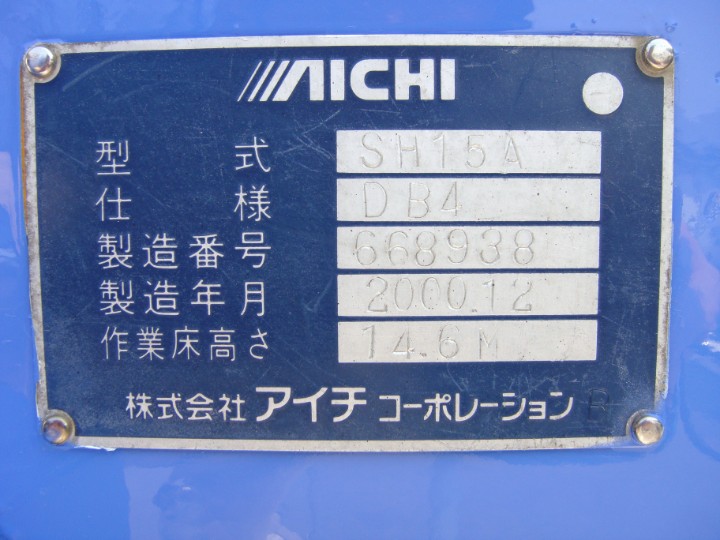 AICHI
型式 SH15A
仕様 DB4
製造番号 668938
製造年月 2000.12
作業床高さ 14.6M
株式会社 アイチ コーポレーション